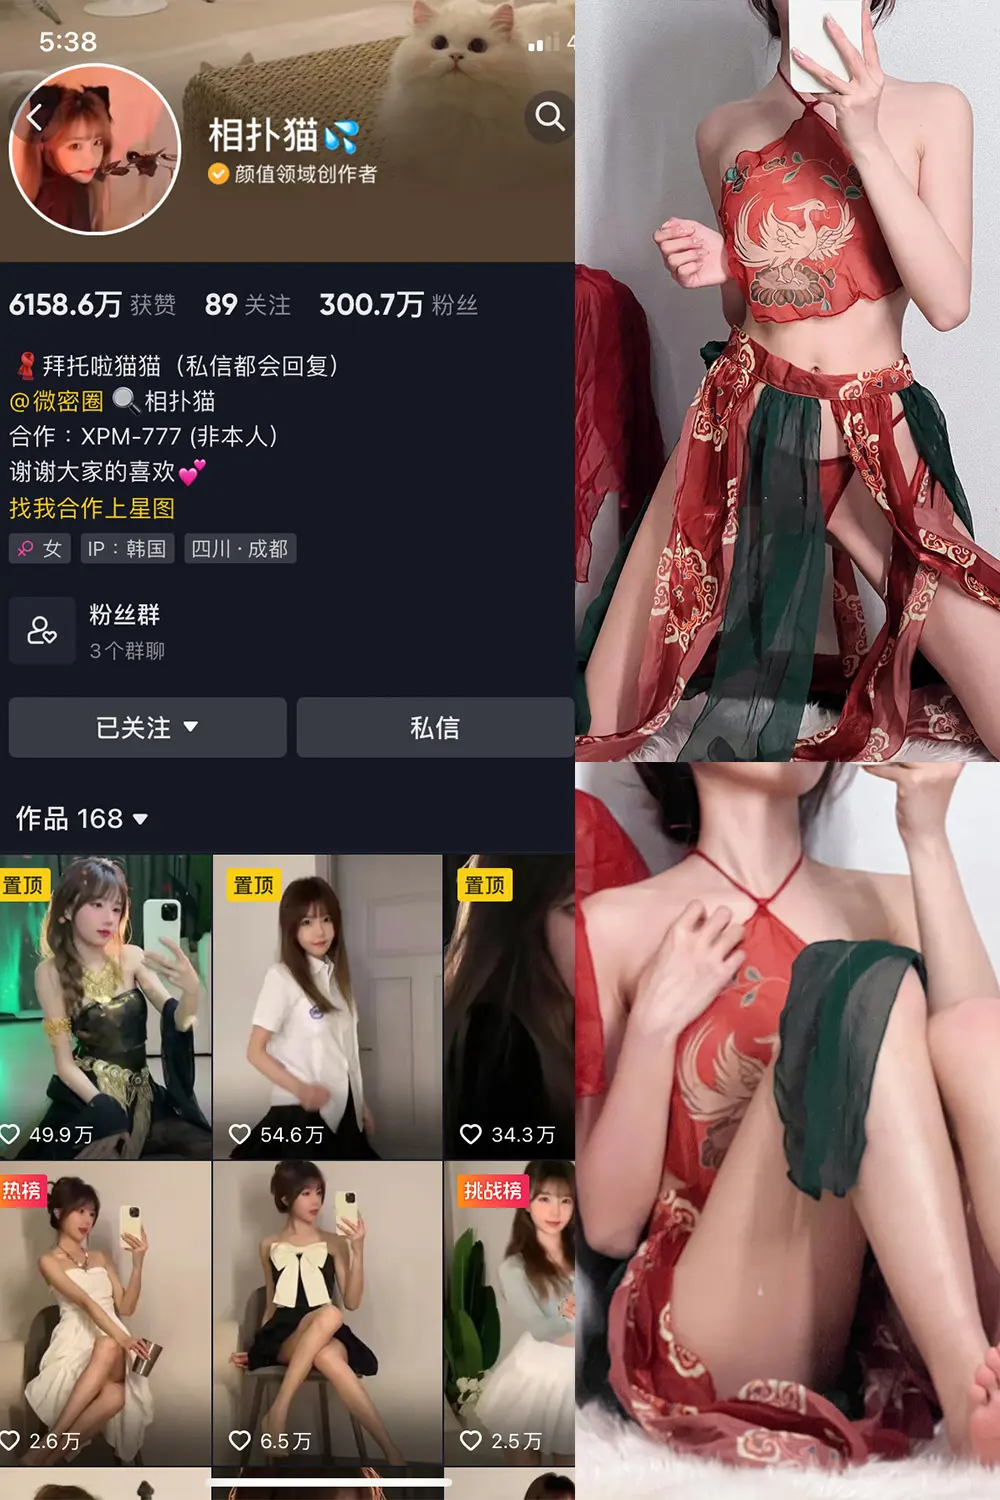 5:38
4
相扑猫💦
颜值领域创作者
6158.6万 获赞 89 关注 300.7万 粉丝
🧣拜托啦猫猫（私信都会回复）
@微密圈 🔍相扑猫
合作：XPM-777 (非本人)
谢谢大家的喜欢💕
找我合作上星图
女 IP：韩国 四川·成都
粉丝群
3个群聊
已关注 私信
作品 168
置顶 置顶 置顶
49.9万 54.6万 34.3万
热榜 挑战榜
2.6万 6.5万 2.5万